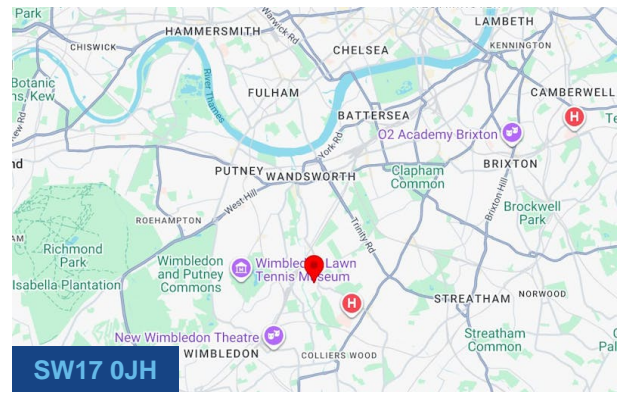 Park
HAMMERSMITH
Warwick Rd
LAMBETH
CHISWICK
CHELSEA
KENNINGTON
Botanic
ns, Kew
River Thames
FULHAM
CAMBERWELL
BATTERSEA
O2 Academy Brixton
York Rd
BRIXTON
Clapham
Common
PUTNEY
WANDSWORTH
West Hill
Trinity Rd
Brixton Hill
Brockwell
Park
ROEHAMPTON
Richmond
Park
Isabella Plantation
Wimbledon
and Putney
Commons
Wimbledon Lawn
Tennis Museum
H
H
STREATHAM
NORWOOD
New Wimbledon Theatre
WIMBLEDON
COLLIERS WOOD
Streatham
Common
SW17 0JH